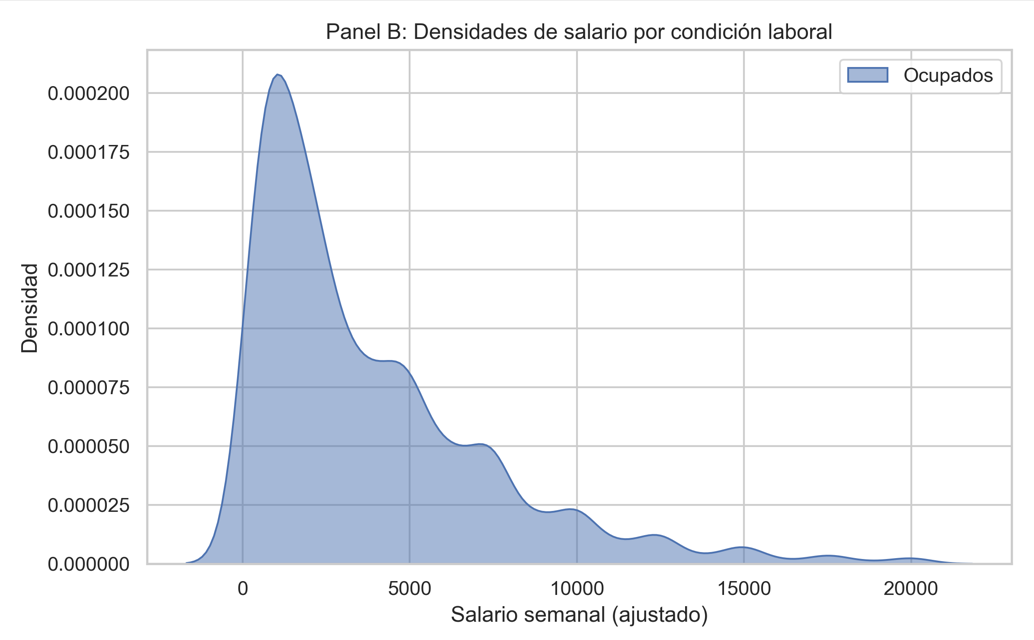 Panel B: Densidades de salario por condición laboral
Ocupados
Densidad
0.000200
0.000175
0.000150
0.000125
0.000100
0.000075
0.000050
0.000025
0.000000
0 5000 10000 15000 20000
Salario semanal (ajustado)